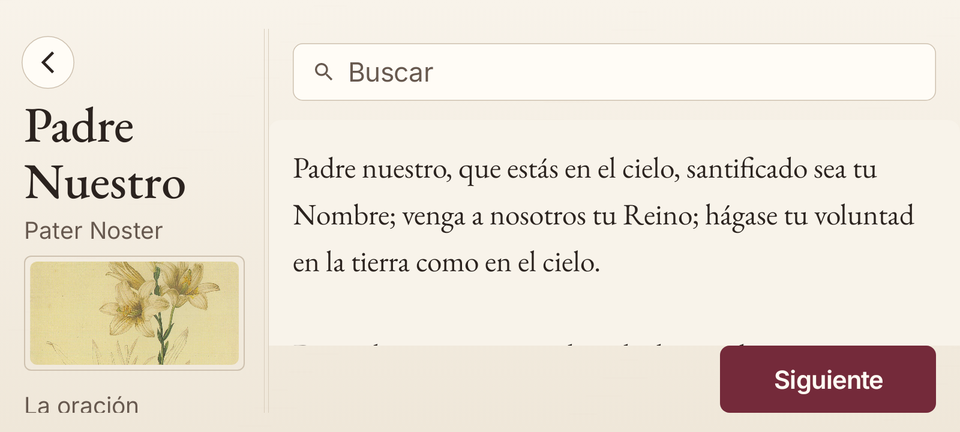 Padre
Nuestro
Pater Noster
La oración
Buscar
Padre nuestro, que estás en el cielo, santificado sea tu
Nombre; venga a nosotros tu Reino; hágase tu voluntad
en la tierra como en el cielo.
Siguiente